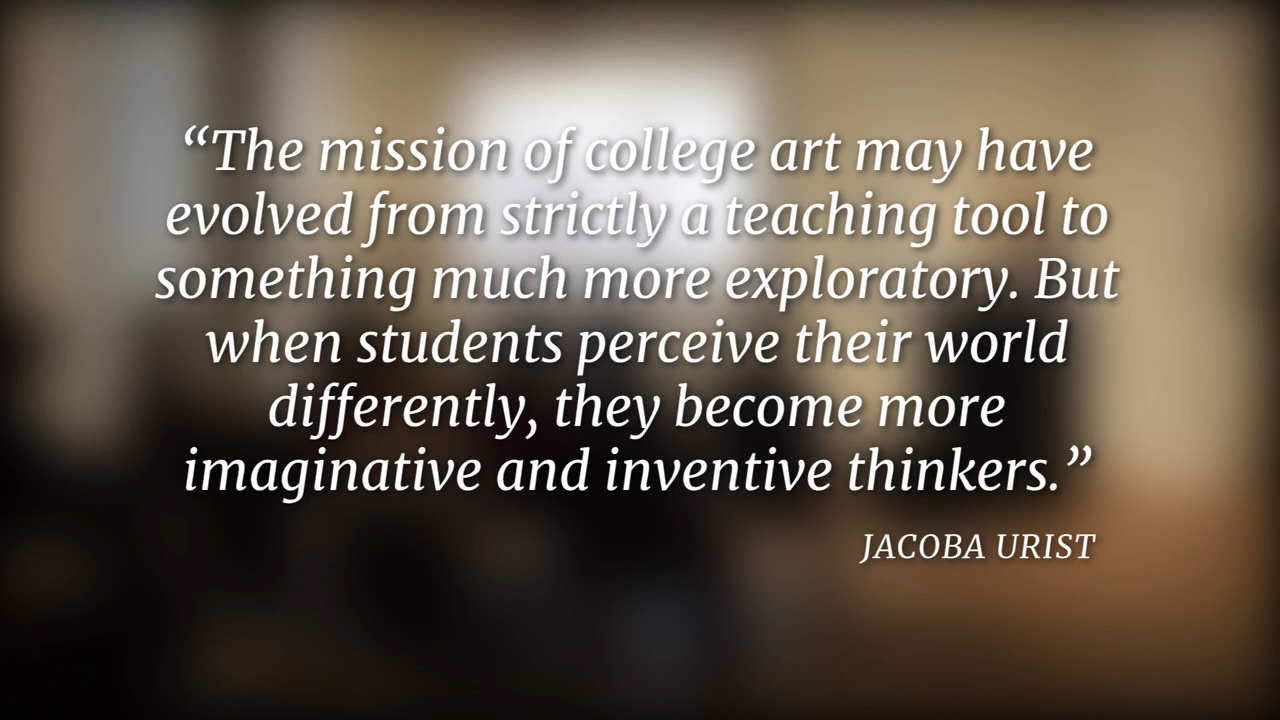 “The mission of college art may have
evolved from strictly a teaching tool to
something much more exploratory. But
when students perceive their world
differently, they become more
imaginative and inventive thinkers.”
JACOBA URIST